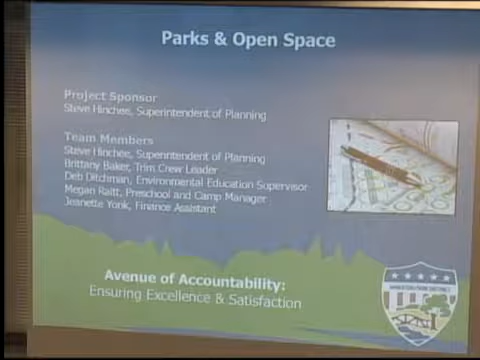 Parks & Open Space
Project Sponsor
Steve Hinchee, Superintendent of Planning
Team Members
Steve Hinchee, Superintendent of Planning
Brittany Baker, Trim Crew Leader
Deb Ditchman, Environmental Education Supervisor
Megan Raitt, Preschool and Camp Manager
Jeanette Yonk, Finance Assistant
Avenue of Accountability:
Ensuring Excellence & Satisfaction